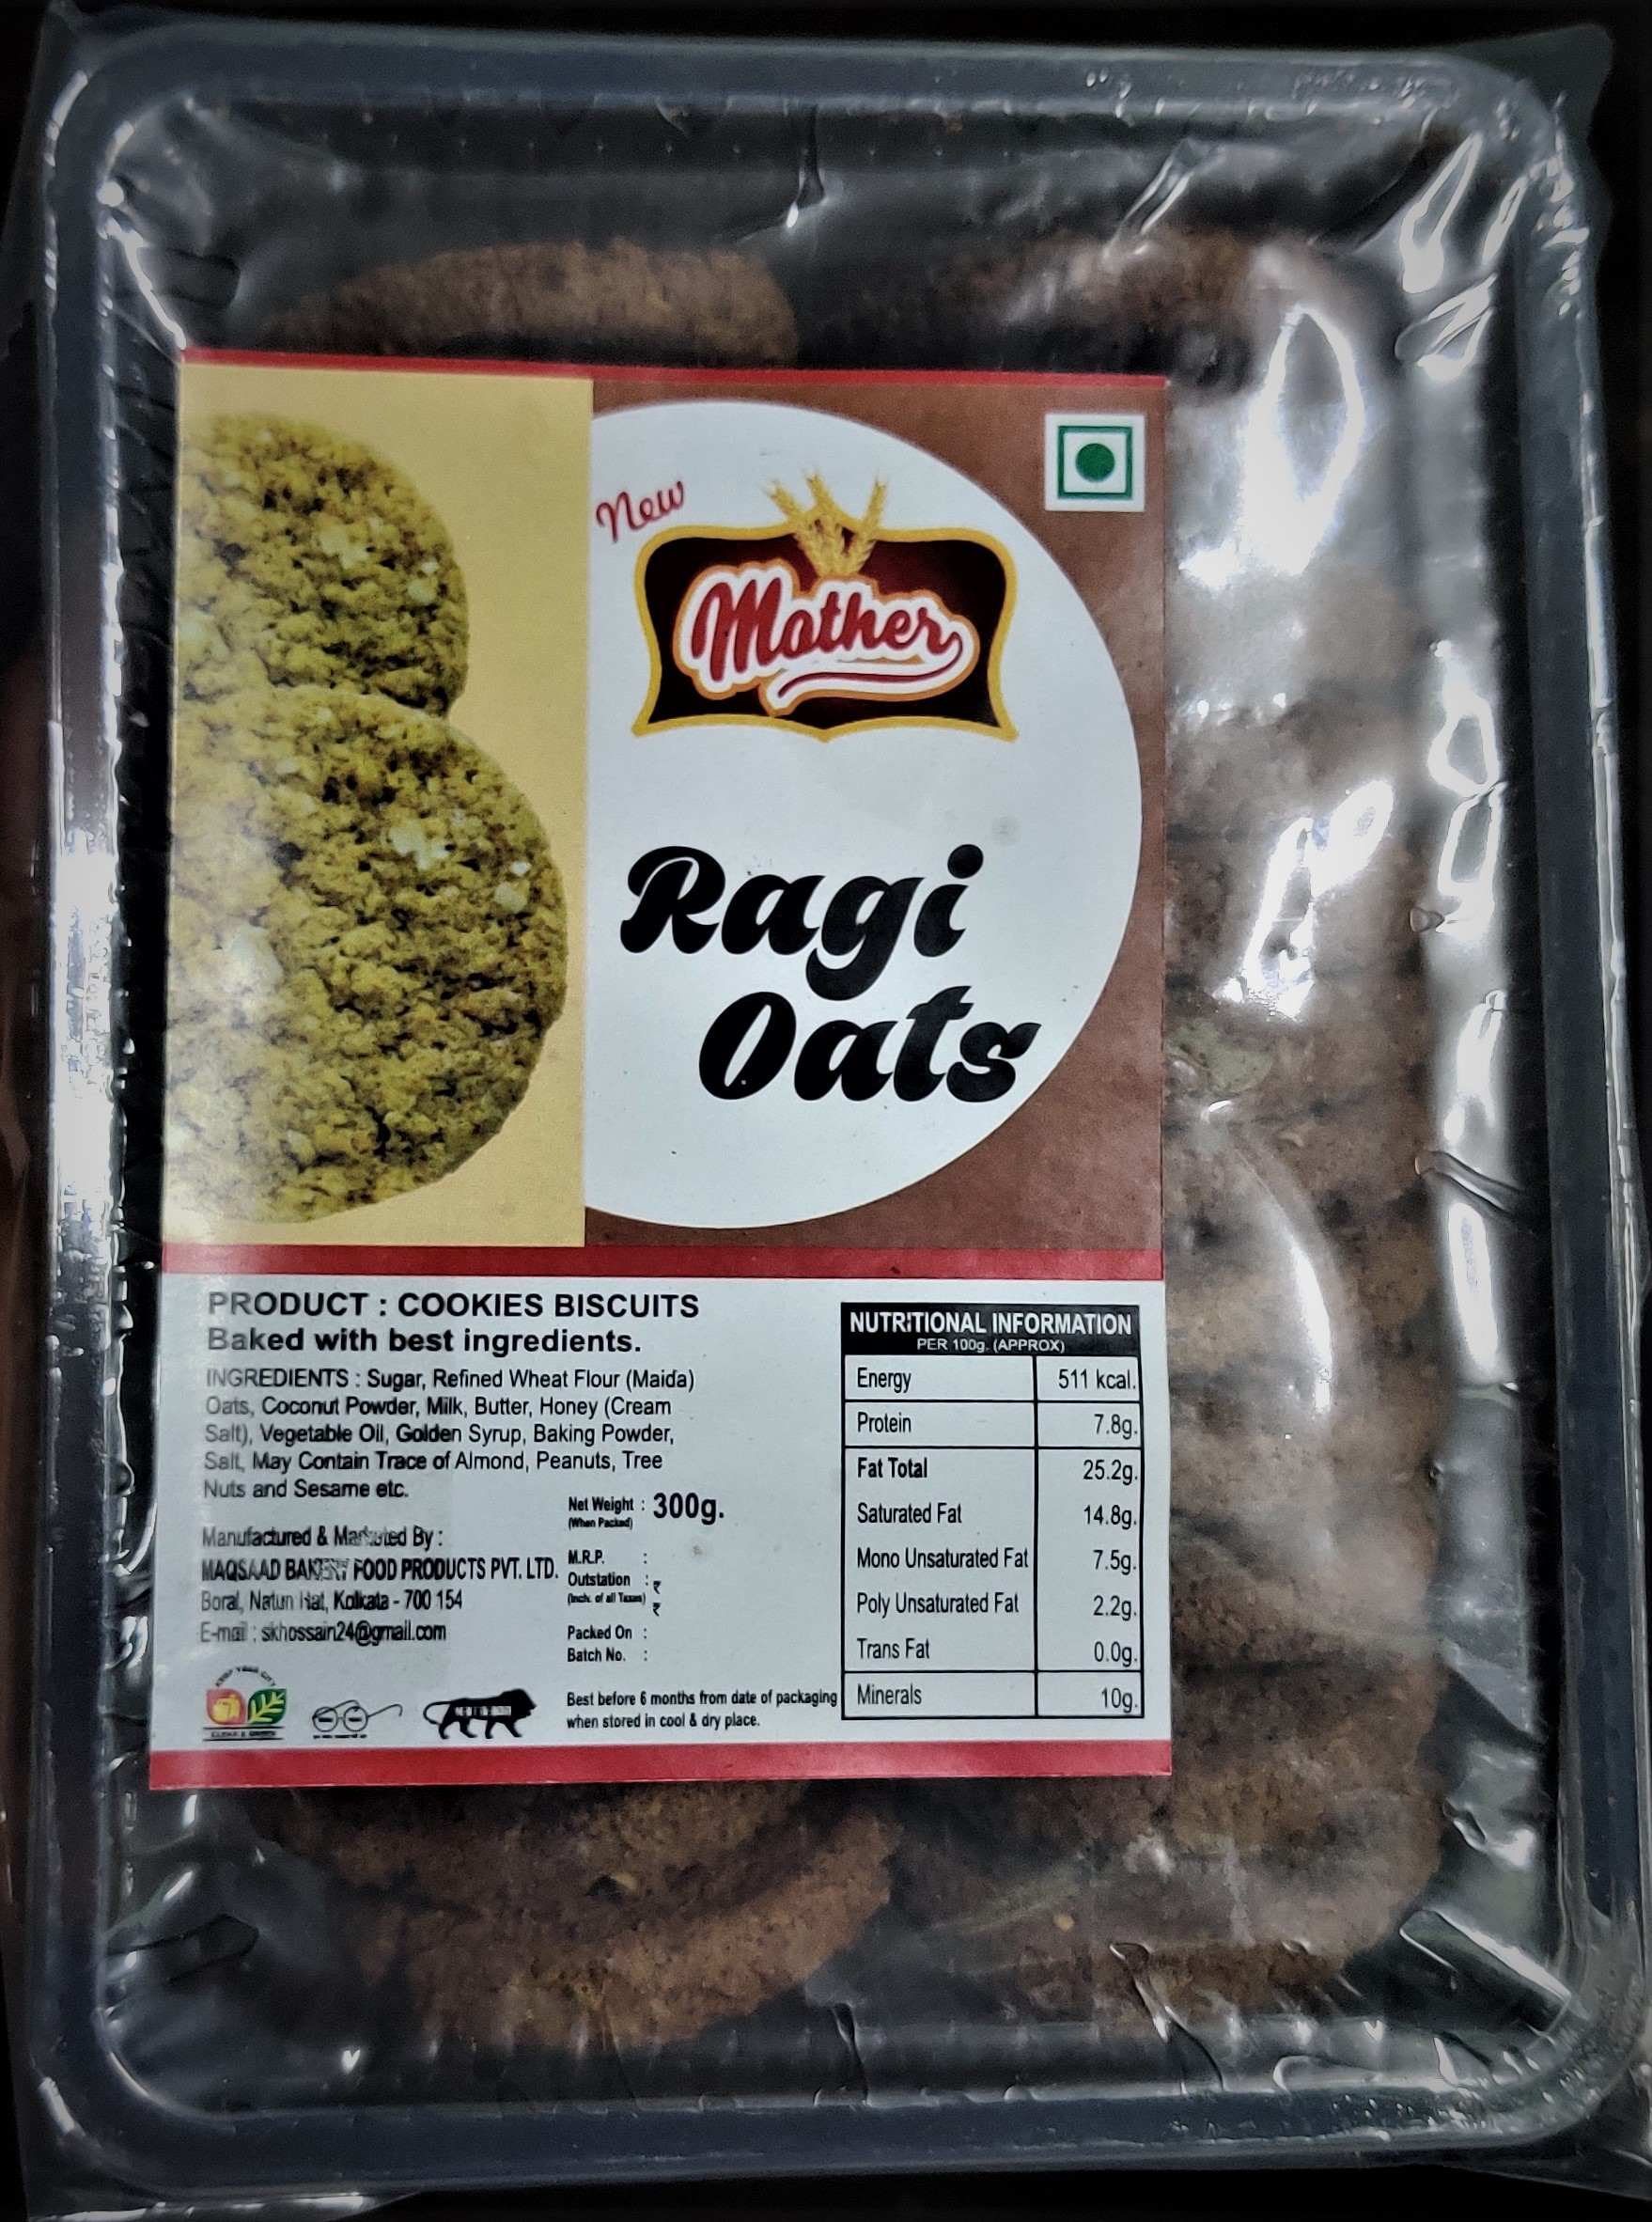 New
Mother
Ragi
Oats
PRODUCT : COOKIES BISCUITS
Baked with best ingredients.
INGREDIENTS : Sugar, Refined Wheat Flour (Maida)
Oats, Coconut Powder, Milk, Butter, Honey (Cream
Salt), Vegetable Oil, Golden Syrup, Baking Powder,
Salt, May Contain Trace of Almond, Peanuts, Tree
Nuts and Sesame etc.
Manufactured & Marketed By :
MAQSAAD BAKERY FOOD PRODUCTS PVT. LTD.
Boral, Natun Hat, Kolkata - 700 154
E-mail : skhossain24@gmail.com
Net Weight : 300g.
(When Packed)
M.R.P. :
Outstation : ₹
(Inclv. of all Taxes) ₹
Packed On :
Batch No. :
Best before 6 months from date of packaging
when stored in cool & dry place.
NUTRITIONAL INFORMATION
PER 100g. (APPROX)
Energy 511 kcal.
Protein 7.8g.
Fat Total 25.2g.
Saturated Fat 14.8g.
Mono Unsaturated Fat 7.5g.
Poly Unsaturated Fat 2.2g.
Trans Fat 0.0g.
Minerals 10g.